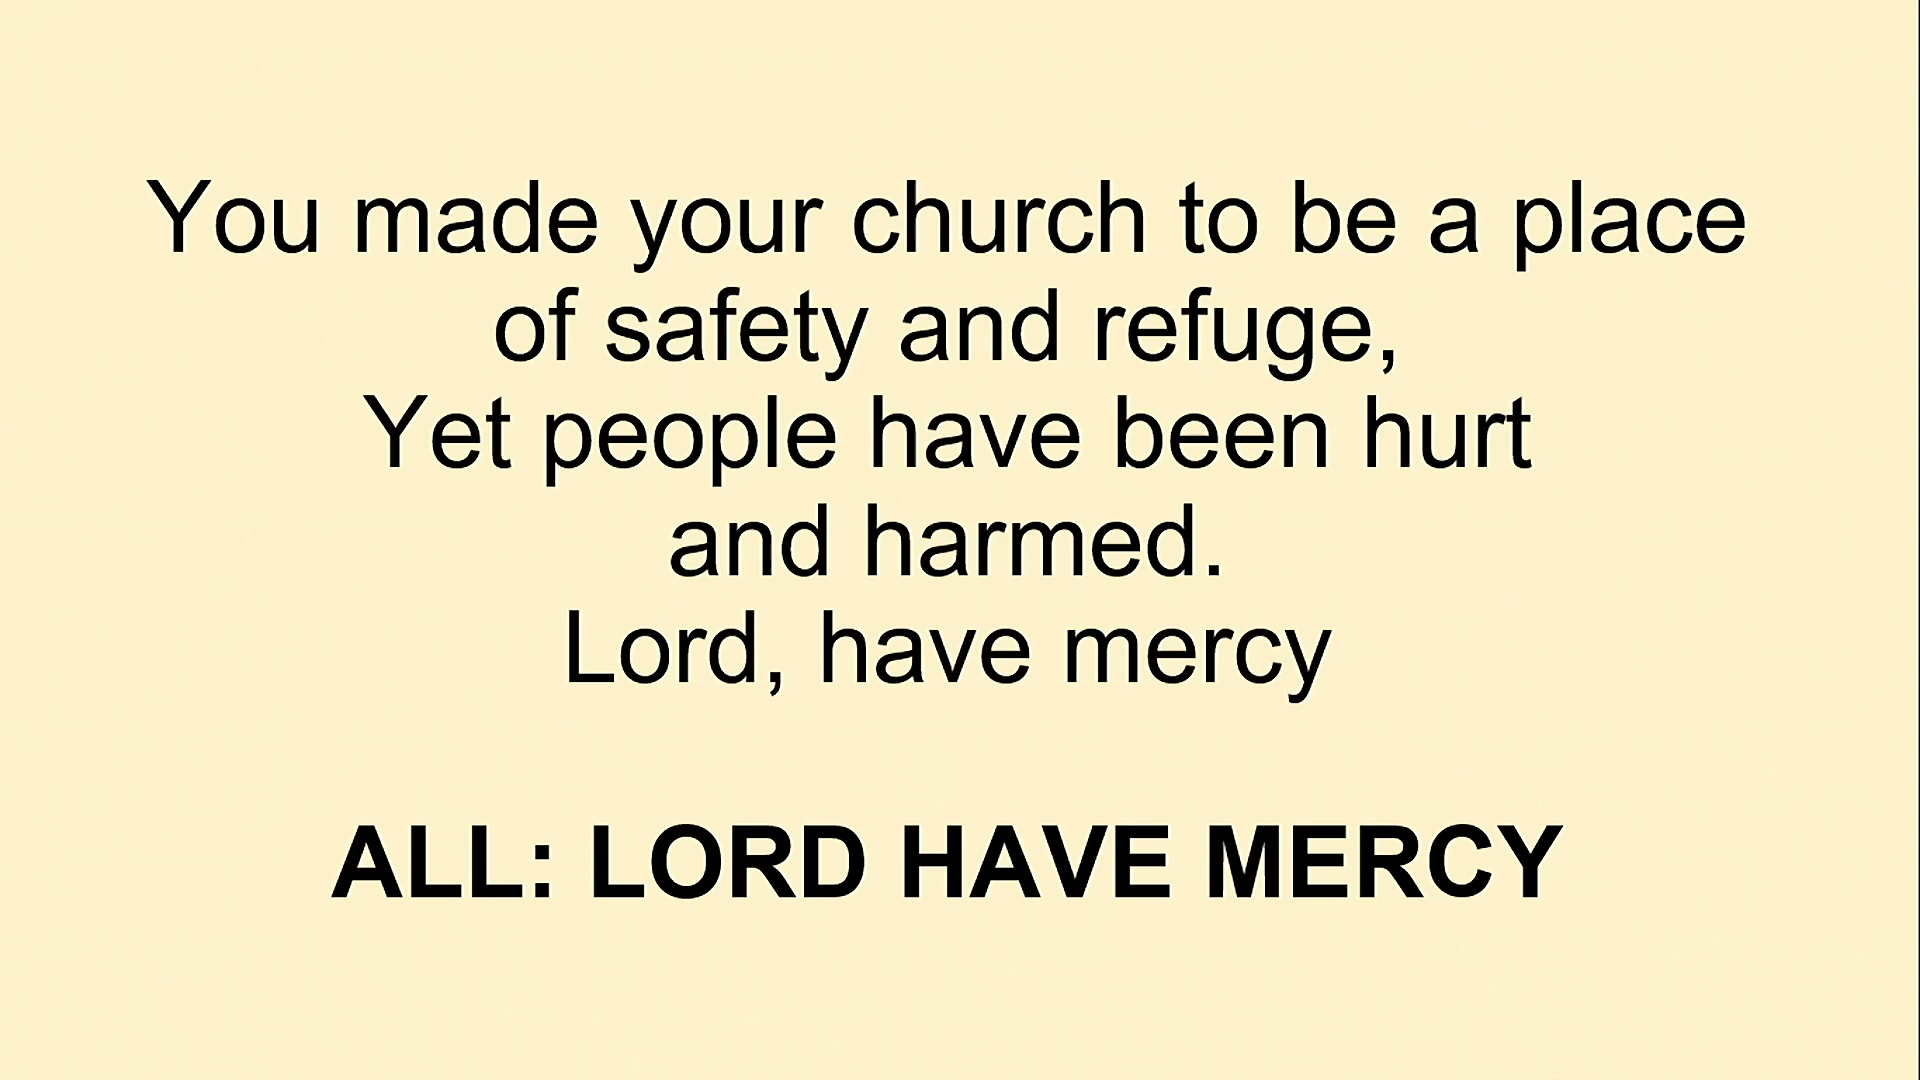 You made your church to be a place
of safety and refuge,
Yet people have been hurt
and harmed.
Lord, have mercy
ALL: LORD HAVE MERCY